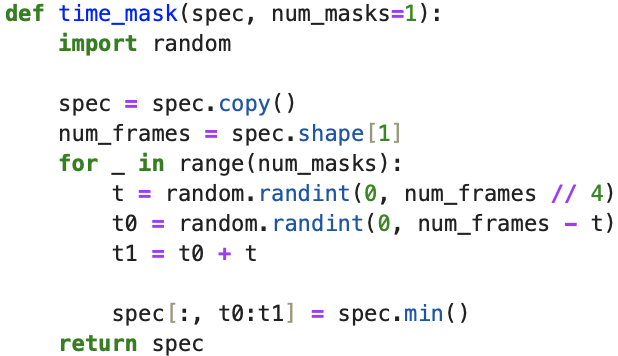 def time_mask(spec, num_masks=1):
    import random

    spec = spec.copy()
    num_frames = spec.shape[1]
    for _ in range(num_masks):
        t = random.randint(0, num_frames // 4)
        t0 = random.randint(0, num_frames - t)
        t1 = t0 + t

        spec[:, t0:t1] = spec.min()
    return spec